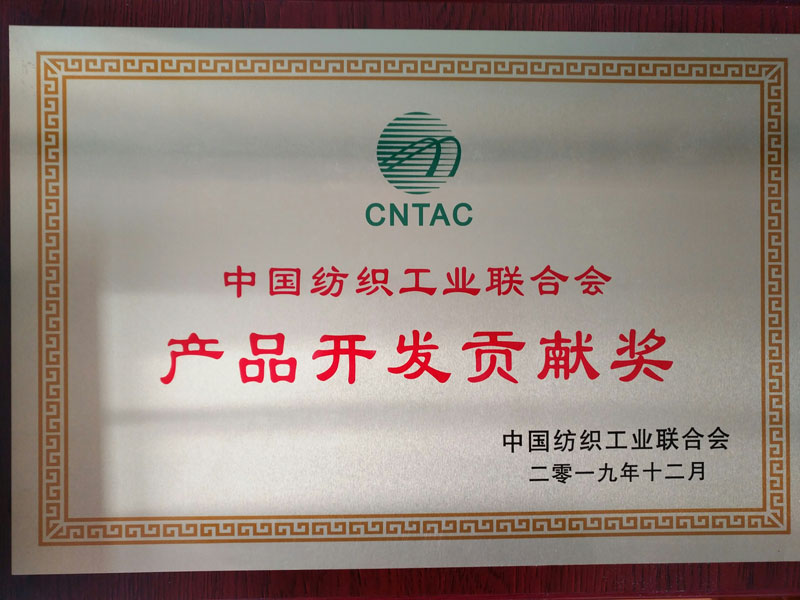 CNTAC
中国纺织工业联合会
产品开发贡献奖
中国纺织工业联合会
二零一九年十二月